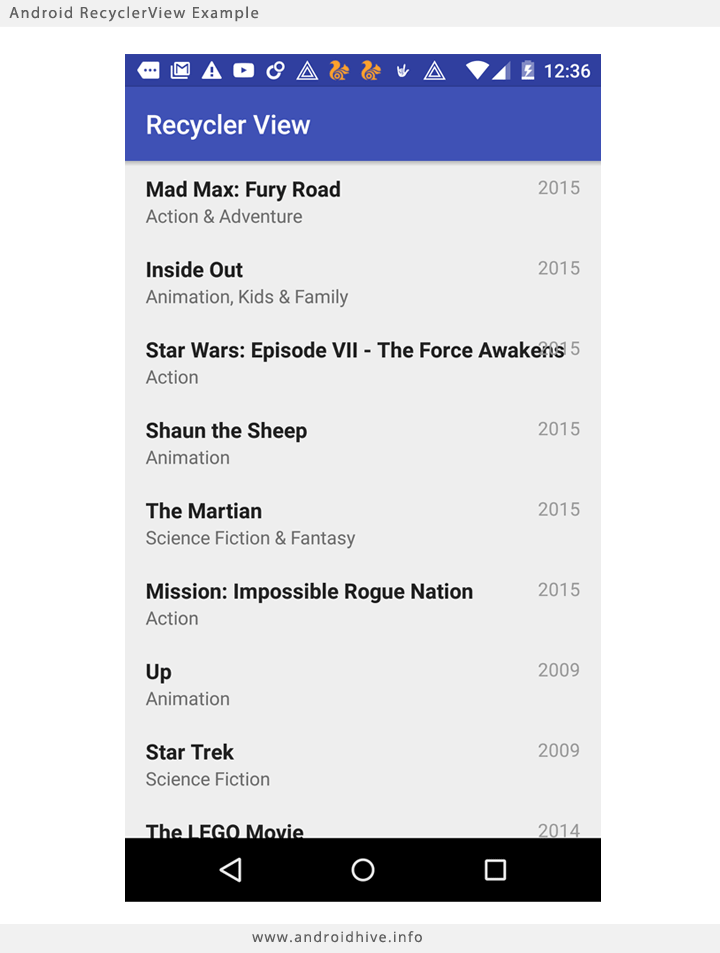 Android RecyclerView Example
12:36
Recycler View
Mad Max: Fury Road 2015
Action & Adventure
Inside Out 2015
Animation, Kids & Family
Star Wars: Episode VII - The Force Awakens 2015
Action
Shaun the Sheep 2015
Animation
The Martian 2015
Science Fiction & Fantasy
Mission: Impossible Rogue Nation 2015
Action
Up 2009
Animation
Star Trek 2009
Science Fiction
The LEGO Movie 2014
www.androidhive.info